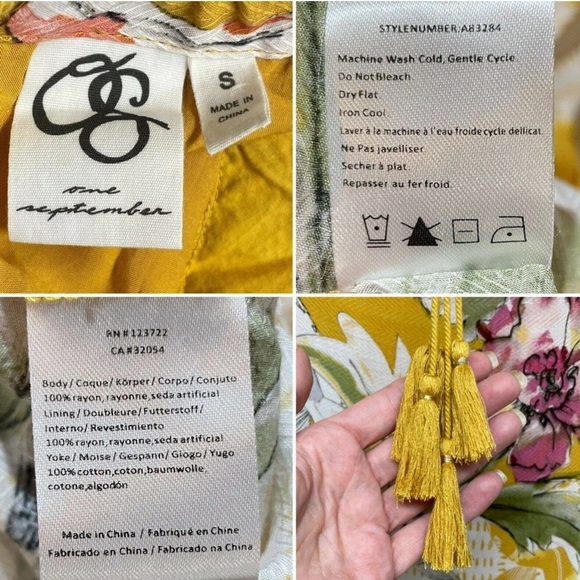 OS
one
september
S
MADE IN
CHINA
STYLENUMBER:A83284
Machine Wash Cold, Gentle Cycle.
Do Not Bleach.
Dry Flat.
Iron Cool.
Laver à la machine à l'eau froide cycle dellicat.
Ne Pas javelliser.
Secher à plat.
Repasser au fer froid.
RN # 123722
CA # 32054
Body / Coque / Körper / Corpo / Conjuto
100% rayon, rayonne, seda artificial
Lining / Doubleure / Futterstoff /
Interno / Revestimiento
100% rayon, rayonne, seda artificial
Yoke / Moise / Gespann / Giogo / Yugo
100% cotton, coton, baumwolle,
cotone, algodón
Made in China / Fabriqué en Chine
Fabricado en China / Fabricado na China